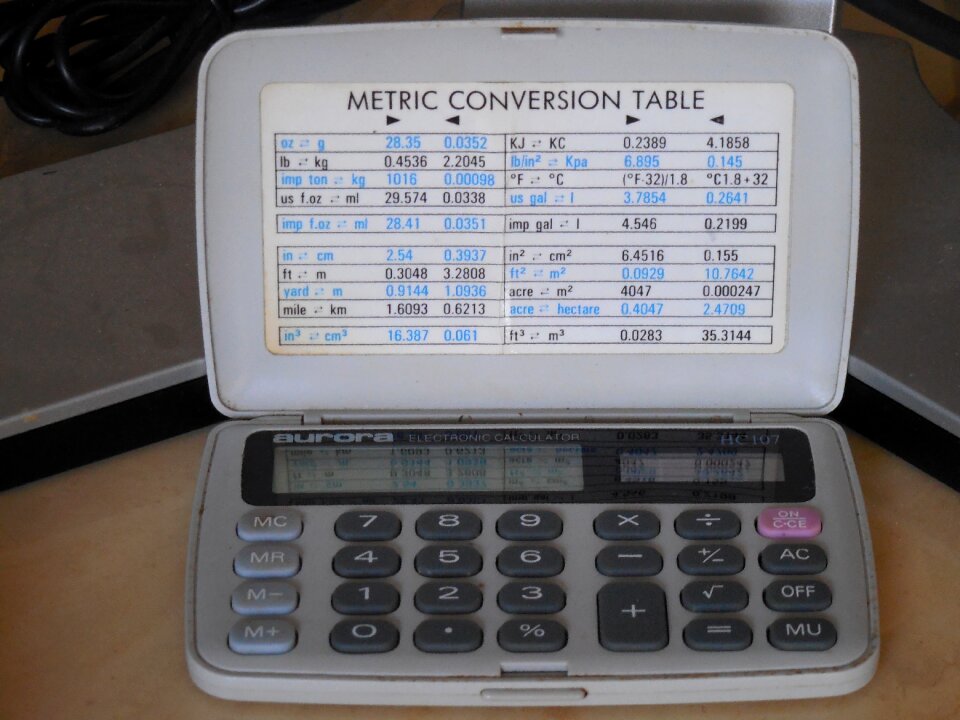 METRIC CONVERSION TABLE
► ◄ ► ◄
oz ⇌ g 28.35 0.0352 KJ ⇌ KC 0.2389 4.1858
lb ⇌ kg 0.4536 2.2045 lb/in² ⇌ Kpa 6.895 0.145
imp ton ⇌ kg 1016 0.00098 °F ⇌ °C (°F-32)/1.8 °C1.8+32
us f.oz ⇌ ml 29.574 0.0338 us gal ⇌ l 3.7854 0.2641
imp f.oz ⇌ ml 28.41 0.0351 imp gal ⇌ l 4.546 0.2199
in ⇌ cm 2.54 0.3937 in² ⇌ cm² 6.4516 0.155
ft ⇌ m 0.3048 3.2808 ft² ⇌ m² 0.0929 10.7642
yard ⇌ m 0.9144 1.0936 acre ⇌ m² 4047 0.000247
mile ⇌ km 1.6093 0.6213 acre ⇌ hectare 0.4047 2.4709
in³ ⇌ cm³ 16.387 0.061 ft³ ⇌ m³ 0.0283 35.3144
aurora ELECTRONIC CALCULATOR HC 107
MC 7 8 9 × ÷ ON/C·CE
MR 4 5 6 − +/− AC
M− 1 2 3 + √ OFF
M+ 0 · % = MU